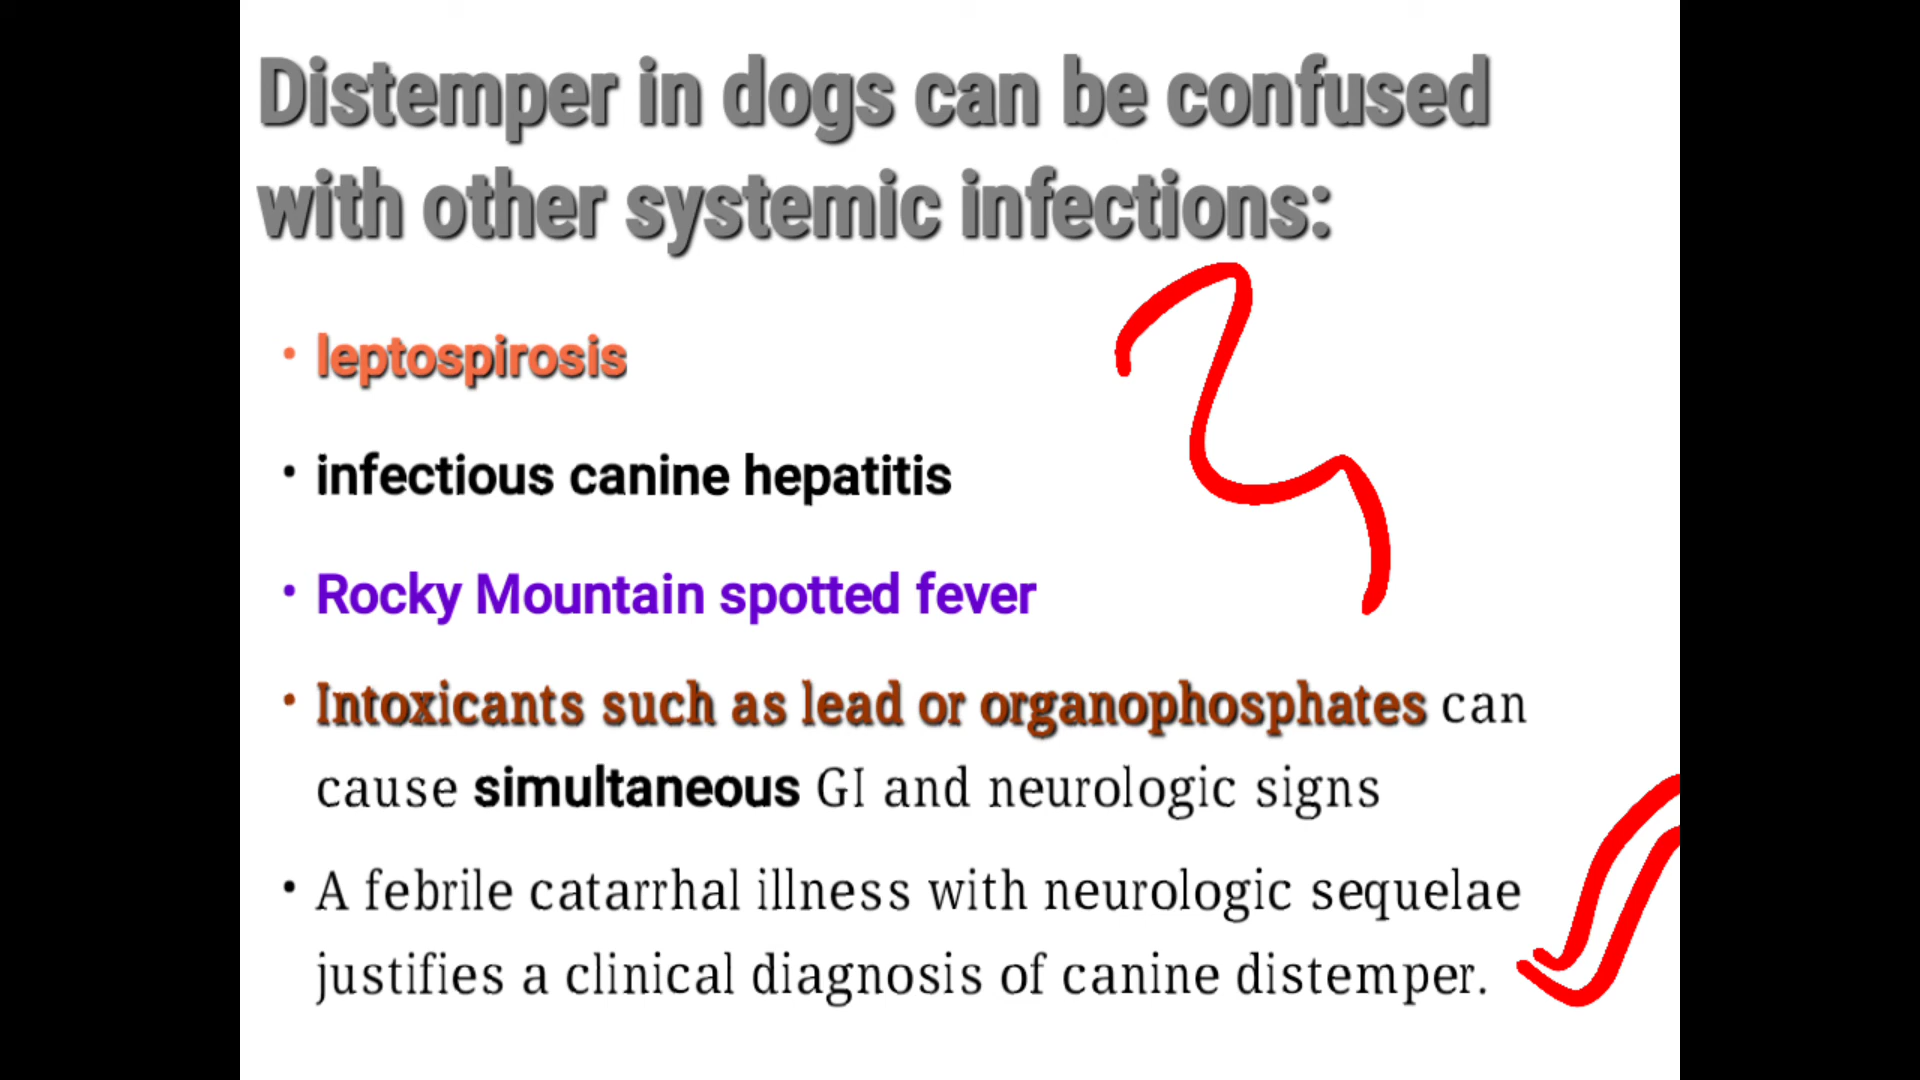 Distemper in dogs can be confused
with other systemic infections:
• leptospirosis
• infectious canine hepatitis
• Rocky Mountain spotted fever
• Intoxicants such as lead or organophosphates can
cause simultaneous GI and neurologic signs
• A febrile catarrhal illness with neurologic sequelae
justifies a clinical diagnosis of canine distemper.